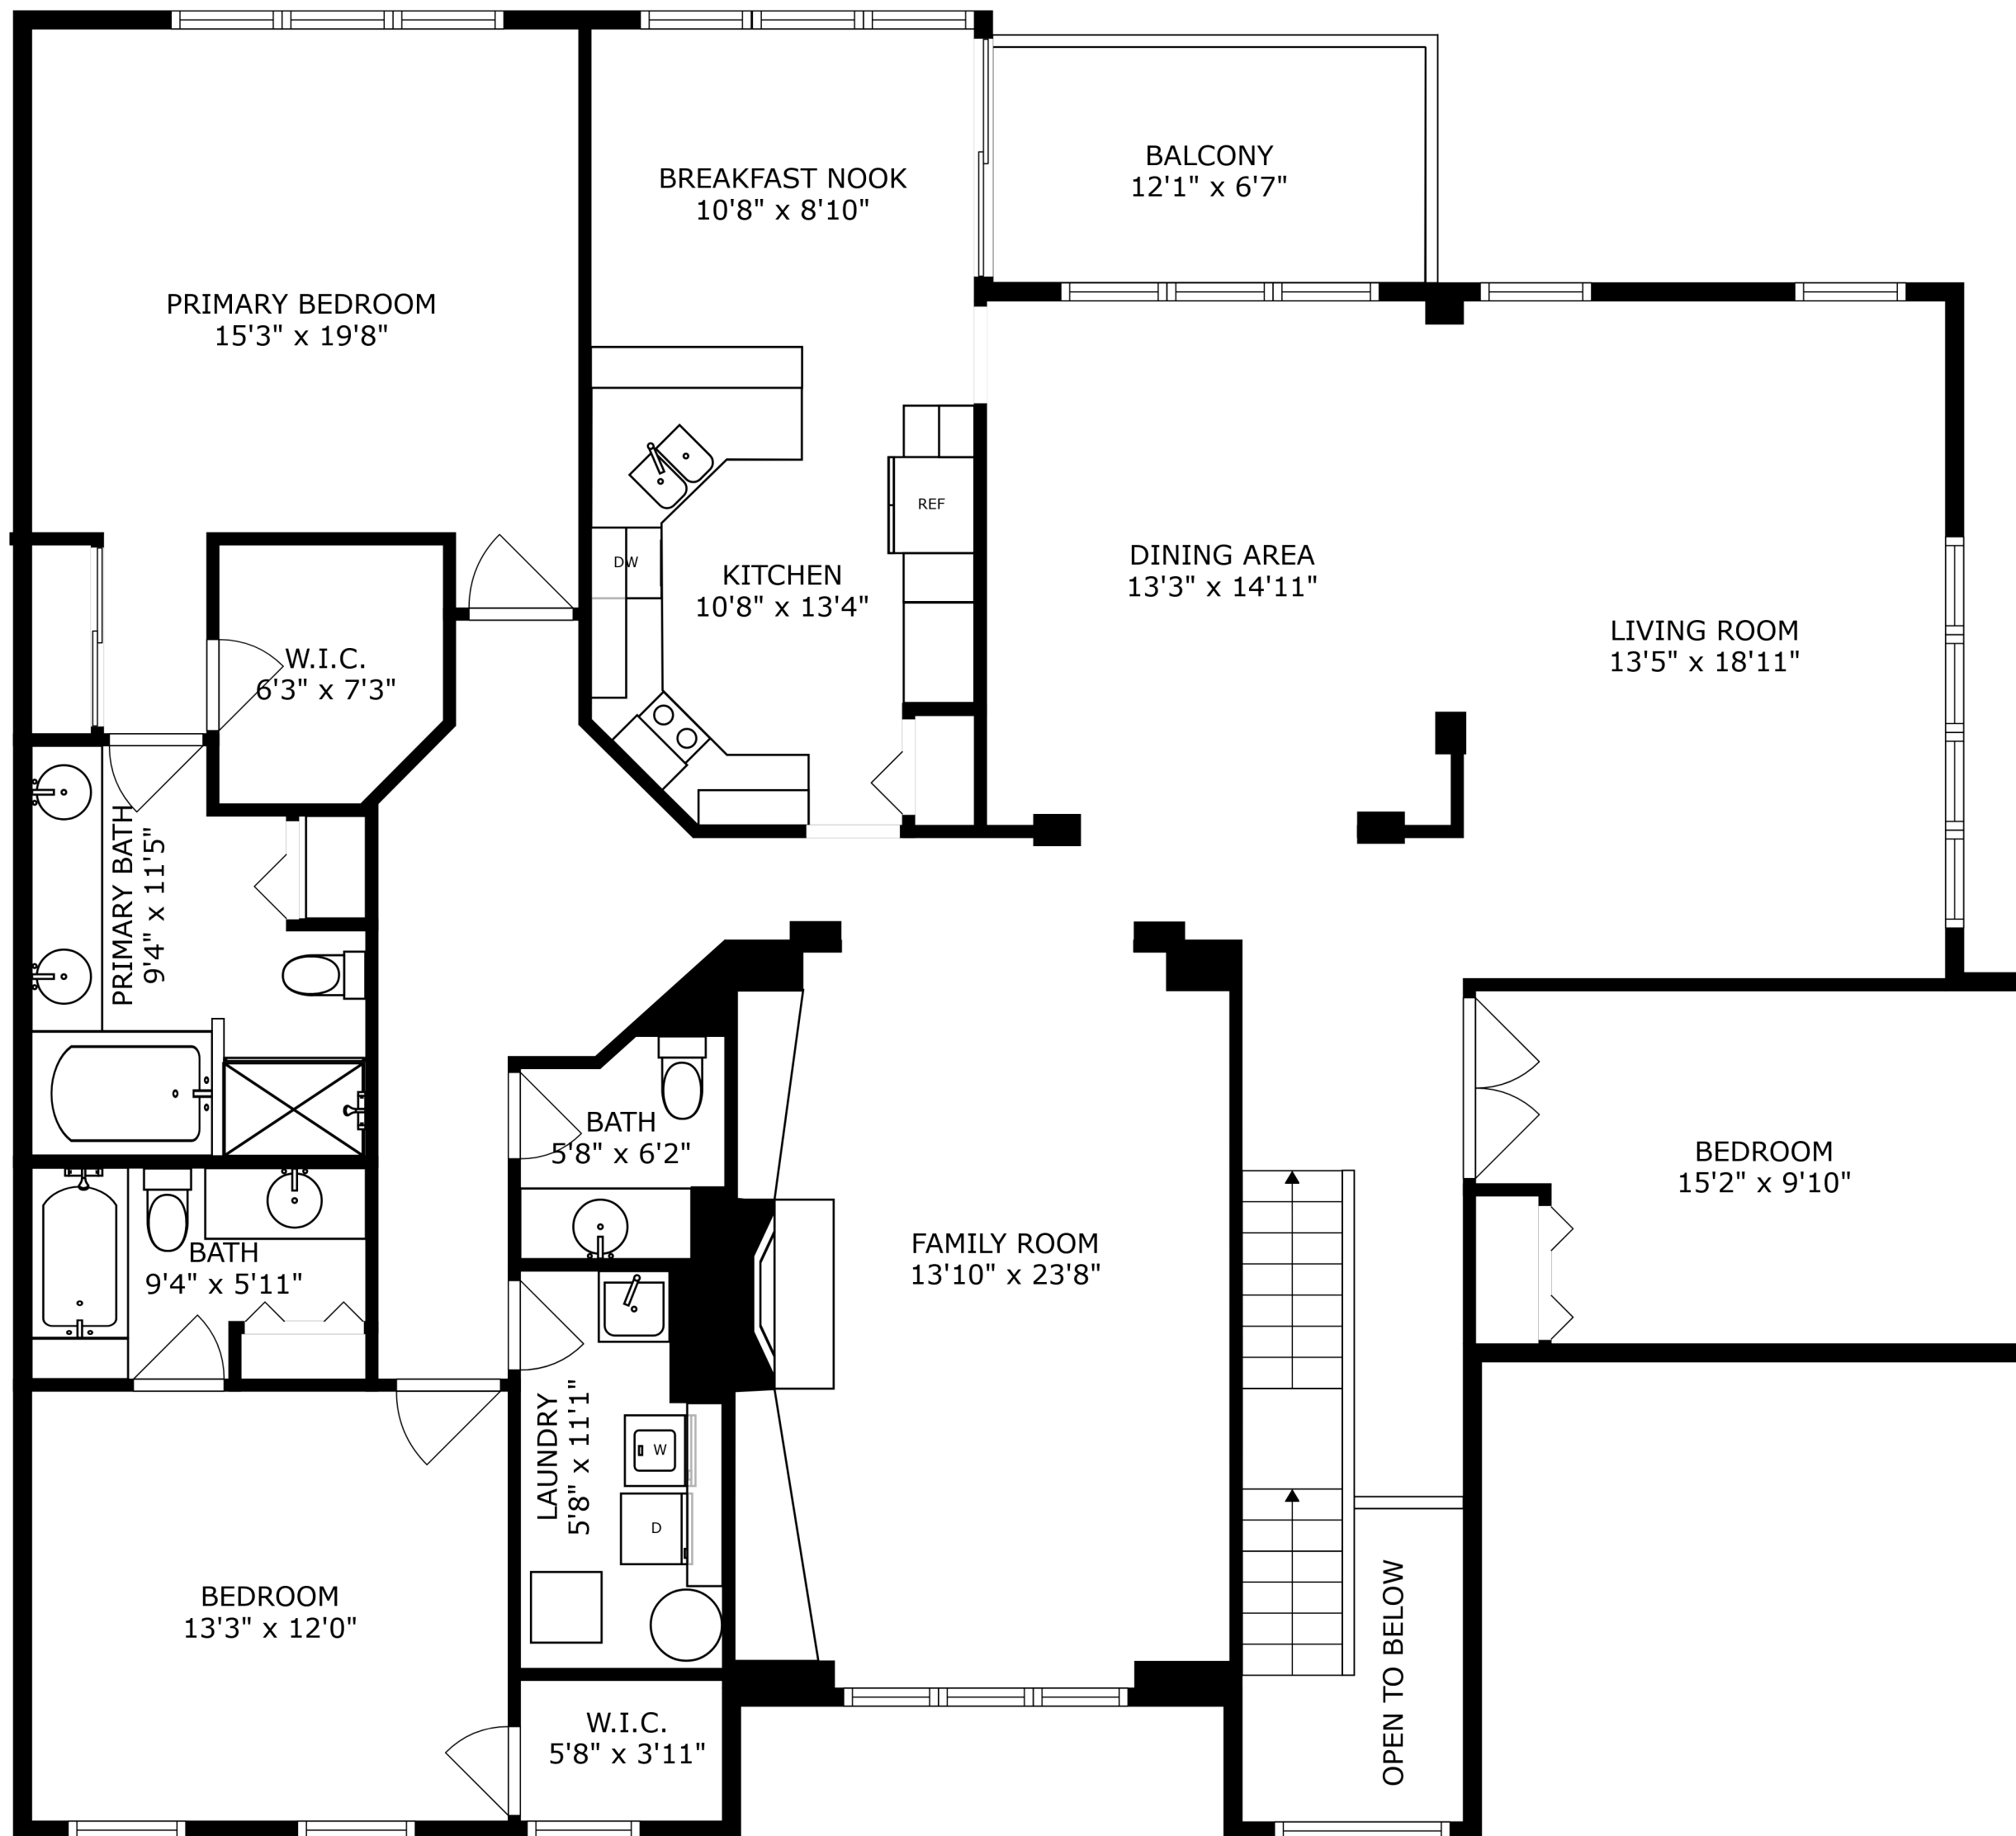 BALCONY
12'1" x 6'7"
BREAKFAST NOOK
10'8" x 8'10"
PRIMARY BEDROOM
15'3" x 19'8"
REF
DW
KITCHEN
10'8" x 13'4"
DINING AREA
13'3" x 14'11"
LIVING ROOM
13'5" x 18'11"
W.I.C.
6'3" x 7'3"
PRIMARY BATH
9'4" x 11'5"
BATH
5'8" x 6'2"
BEDROOM
15'2" x 9'10"
BATH
9'4" x 5'11"
FAMILY ROOM
13'10" x 23'8"
LAUNDRY
5'8" x 11'1"
W
D
BEDROOM
13'3" x 12'0"
OPEN TO BELOW
W.I.C.
5'8" x 3'11"